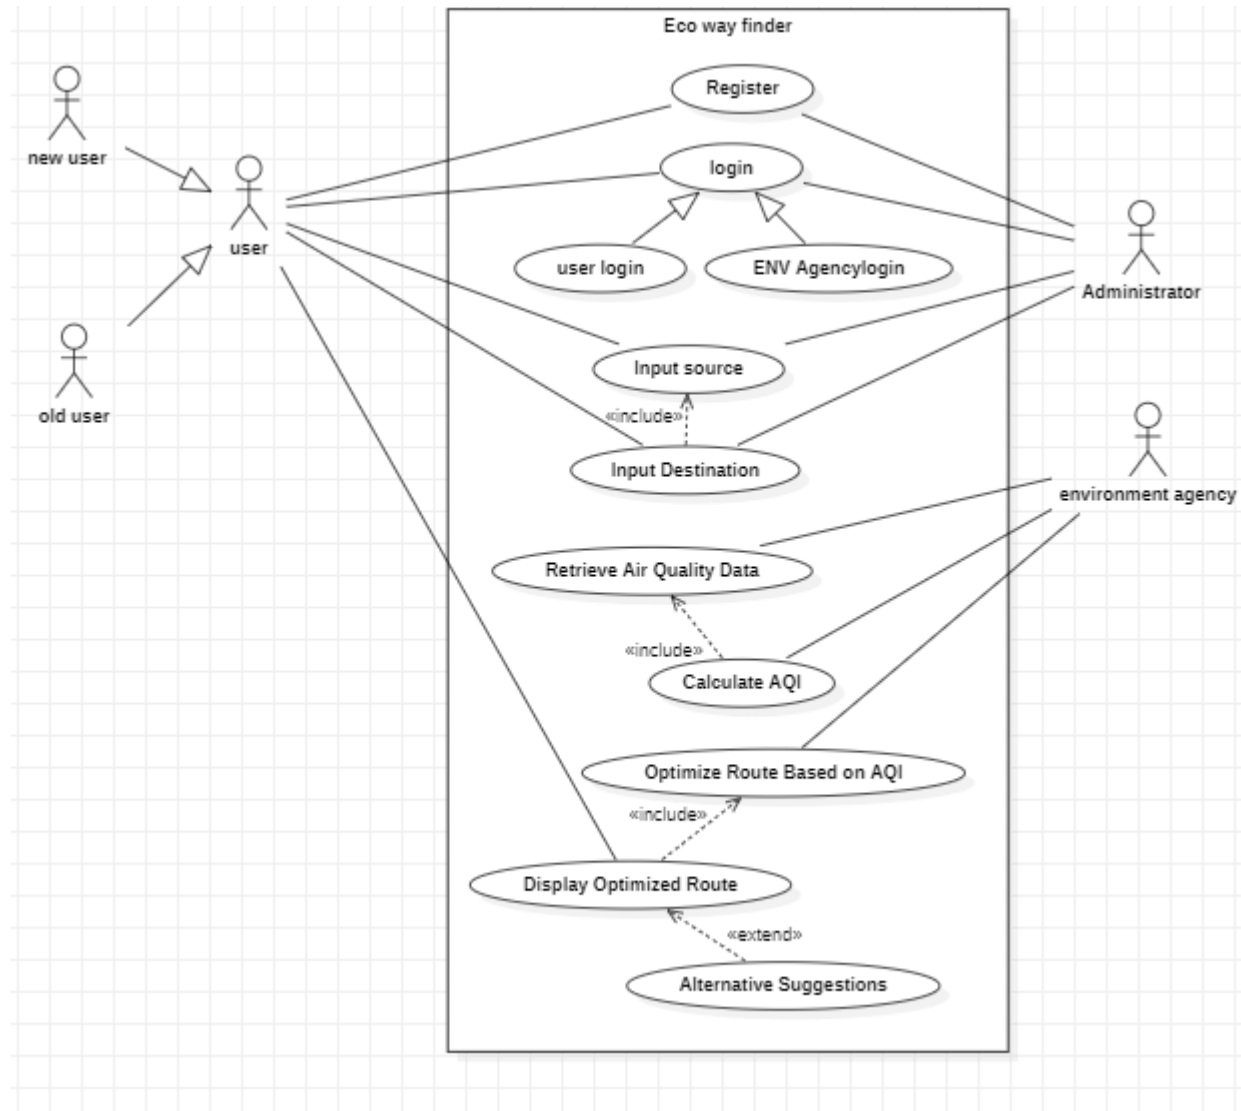 Eco way finder
Register
new user
login
user
user login
ENV Agencylogin
Administrator
Input source
old user
«include»
Input Destination
environment agency
Retrieve Air Quality Data
«include»
Calculate AQI
Optimize Route Based on AQI
«include»
Display Optimized Route
«extend»
Alternative Suggestions